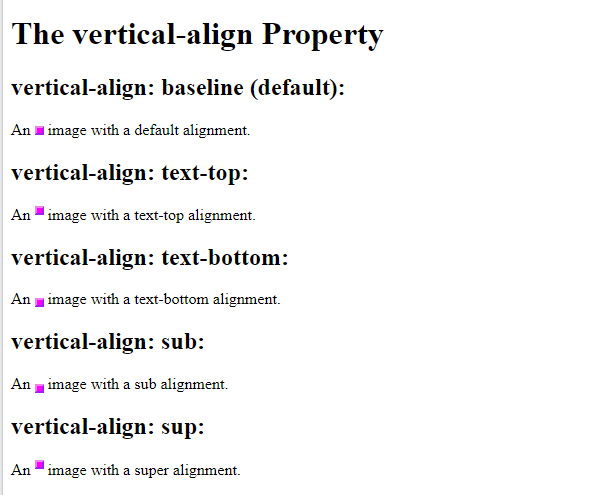 The vertical-align Property
vertical-align: baseline (default):
An image with a default alignment.
vertical-align: text-top:
An image with a text-top alignment.
vertical-align: text-bottom:
An image with a text-bottom alignment.
vertical-align: sub:
An image with a sub alignment.
vertical-align: sup:
An image with a super alignment.